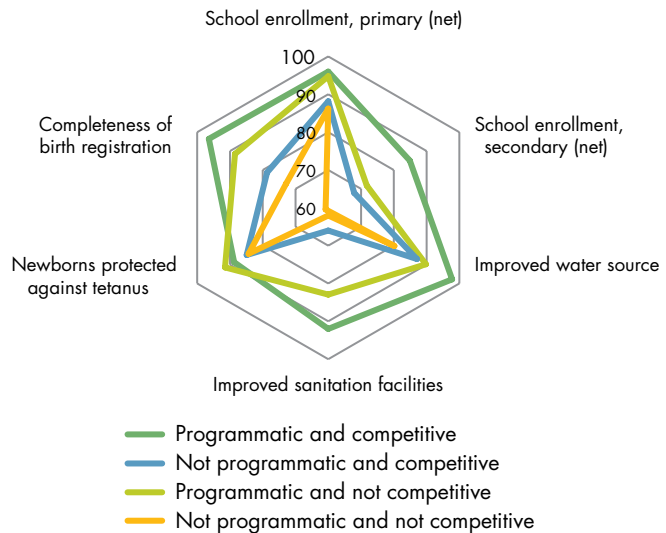 School enrollment, primary (net)
100
90
80
70
60
School enrollment,
secondary (net)
Improved water source
Improved sanitation facilities
Newborns protected
against tetanus
Completeness of
birth registration
Programmatic and competitive
Not programmatic and competitive
Programmatic and not competitive
Not programmatic and not competitive